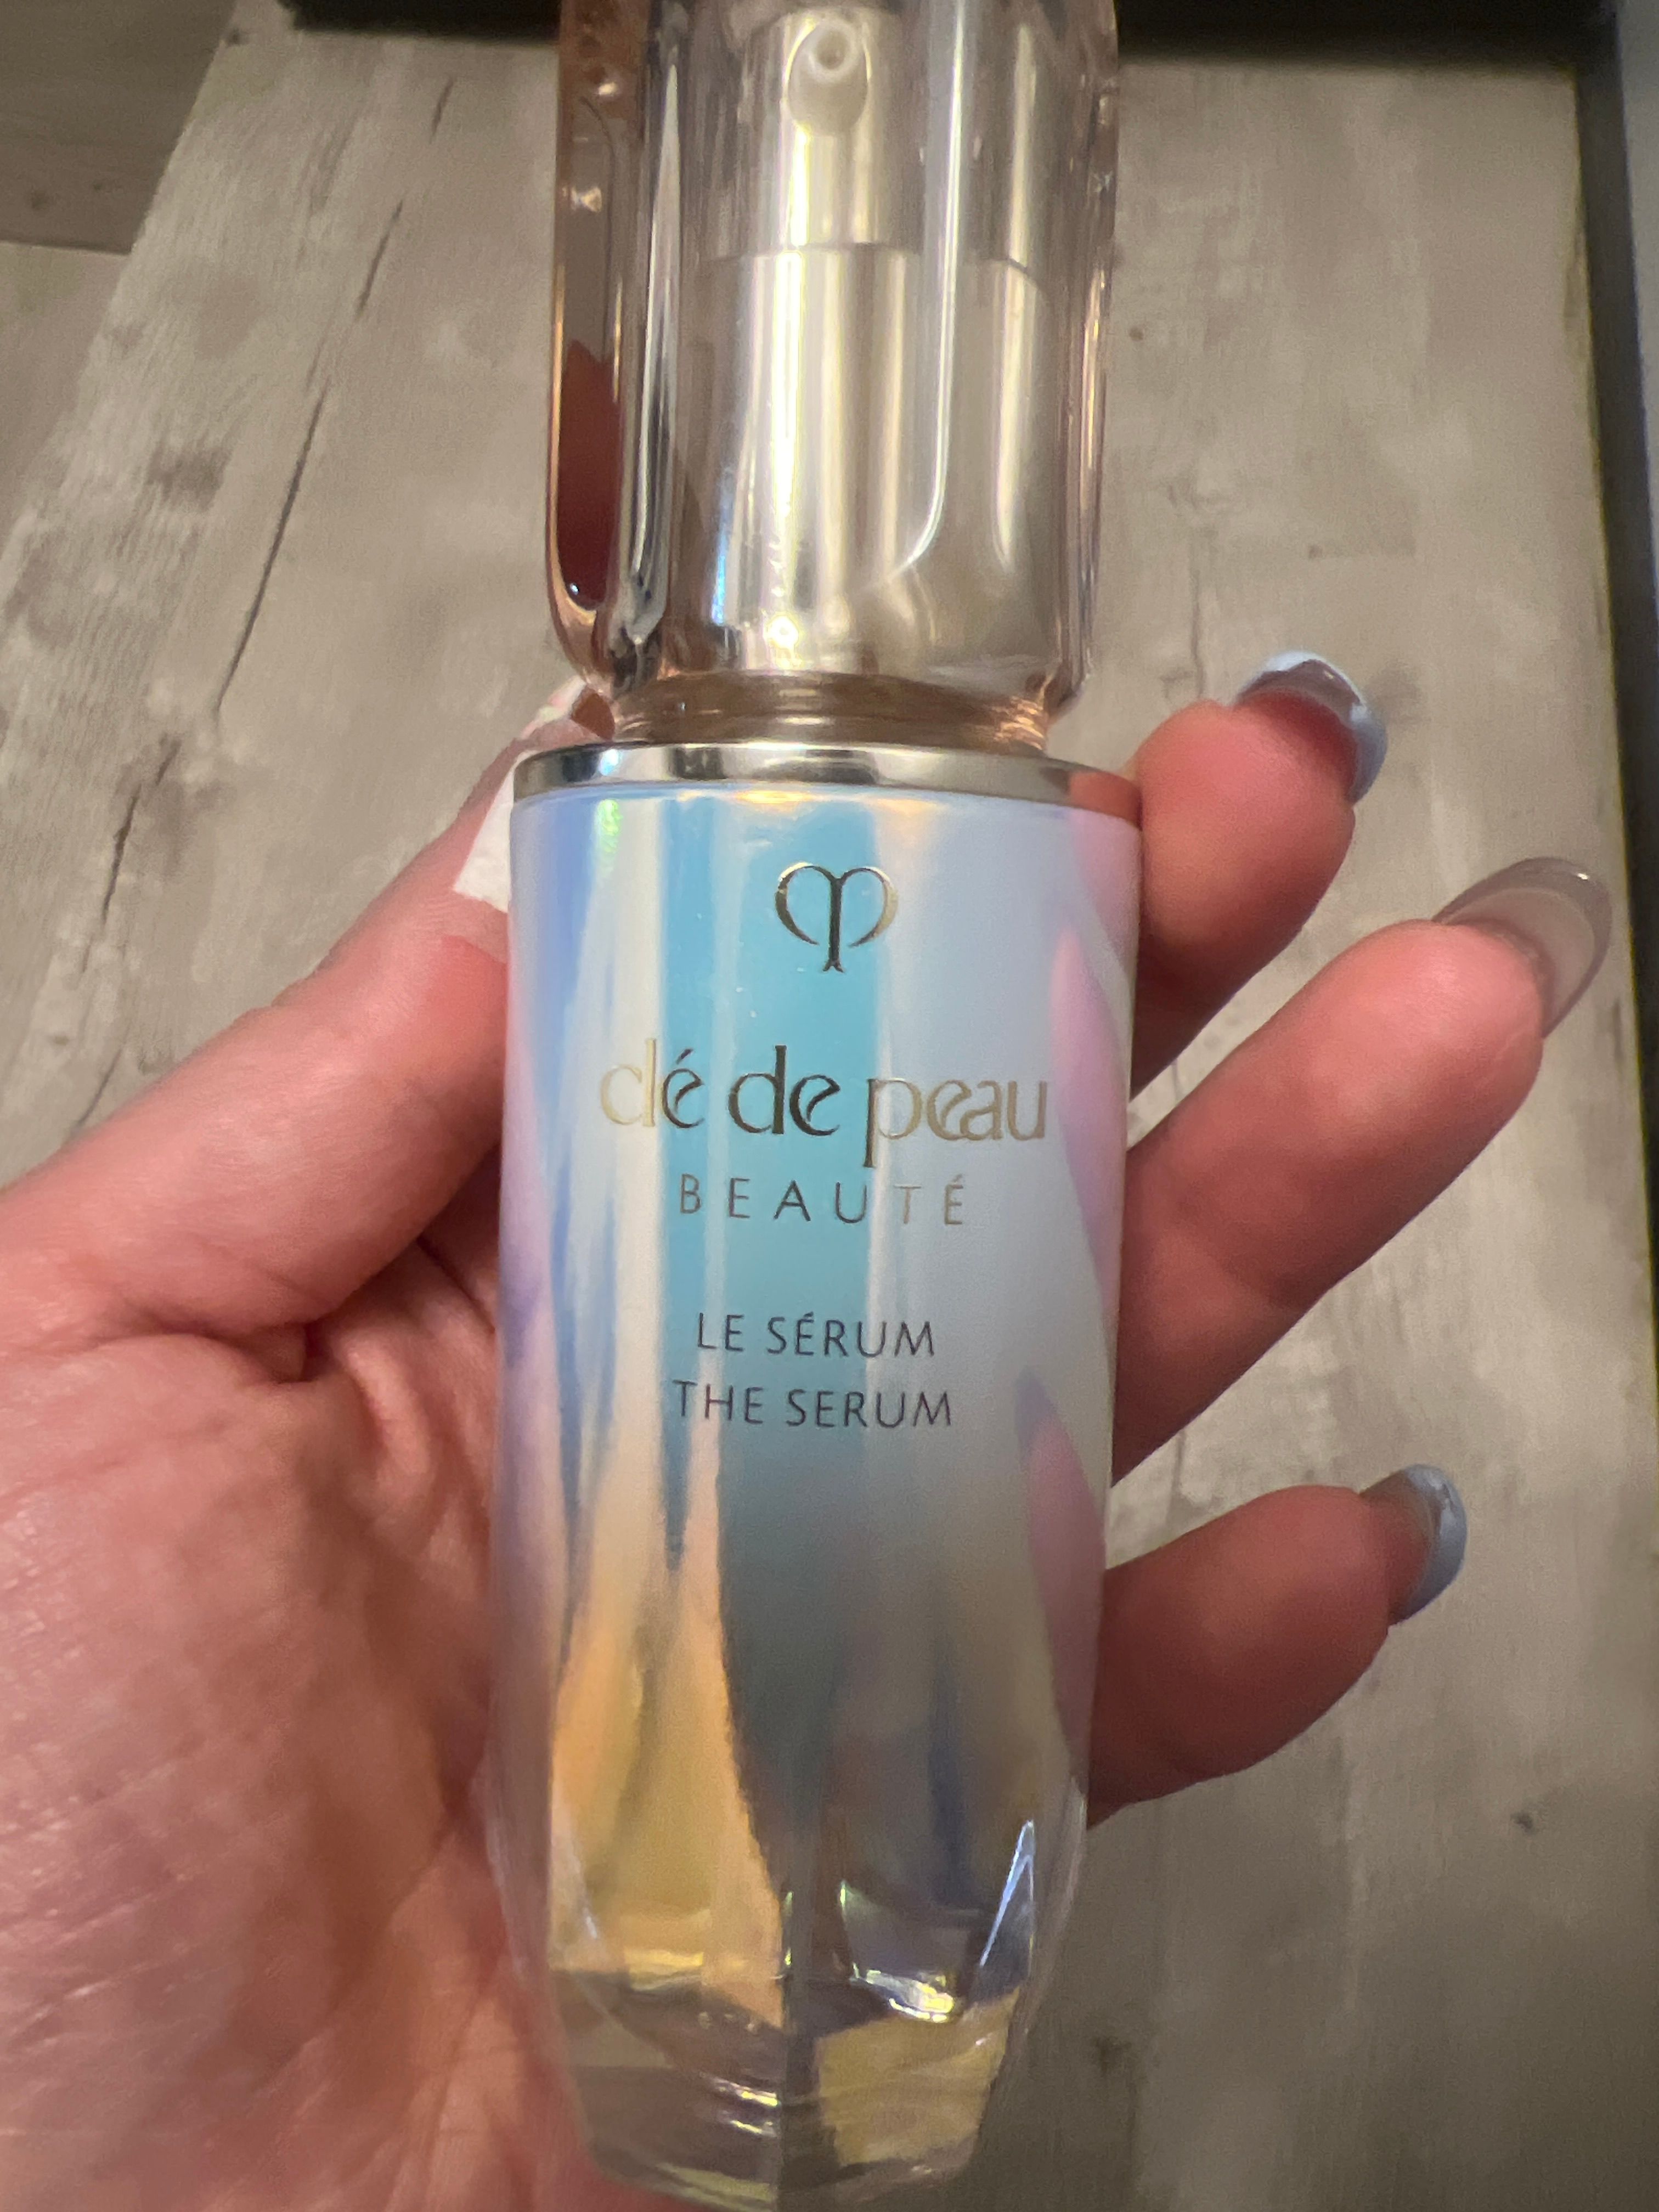 clé de peau
BEAUTÉ
LE SÉRUM
THE SERUM